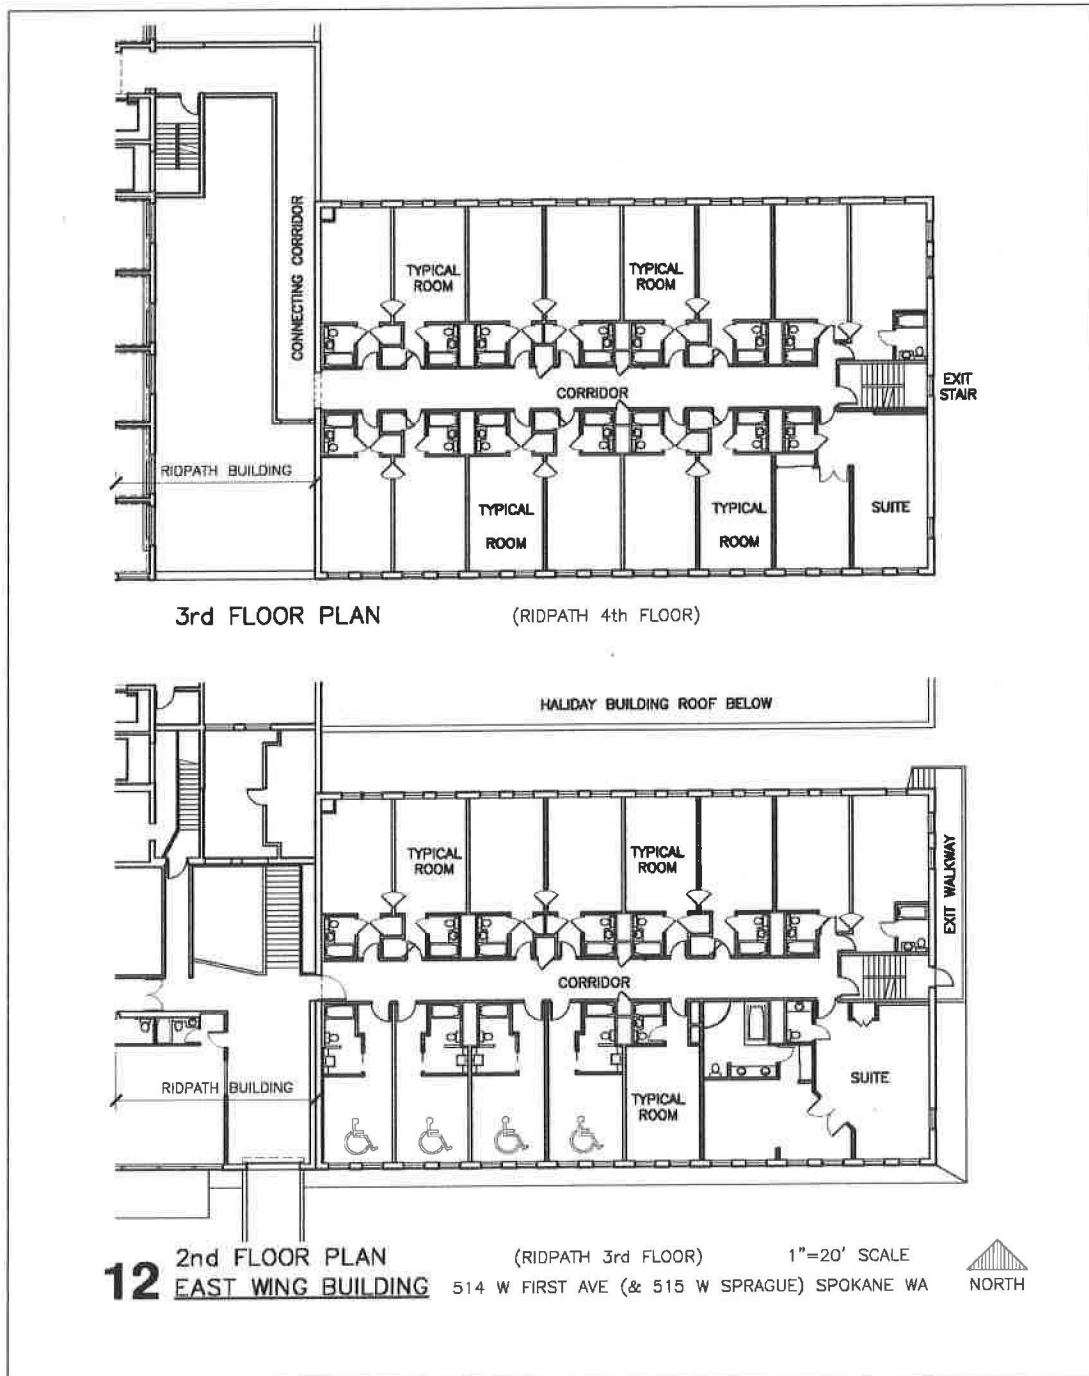 CONNECTING CORRIDOR
TYPICAL
ROOM
TYPICAL
ROOM
CORRIDOR
EXIT
STAIR
RIDPATH BUILDING
TYPICAL
ROOM
TYPICAL
ROOM
SUITE
3rd FLOOR PLAN
(RIDPATH 4th FLOOR)
HALIDAY BUILDING ROOF BELOW
TYPICAL
ROOM
TYPICAL
ROOM
EXIT WALKWAY
CORRIDOR
RIDPATH BUILDING
TYPICAL
ROOM
SUITE
12
2nd FLOOR PLAN
(RIDPATH 3rd FLOOR)
1"=20' SCALE
EAST WING BUILDING
514 W FIRST AVE (& 515 W SPRAGUE) SPOKANE WA
NORTH